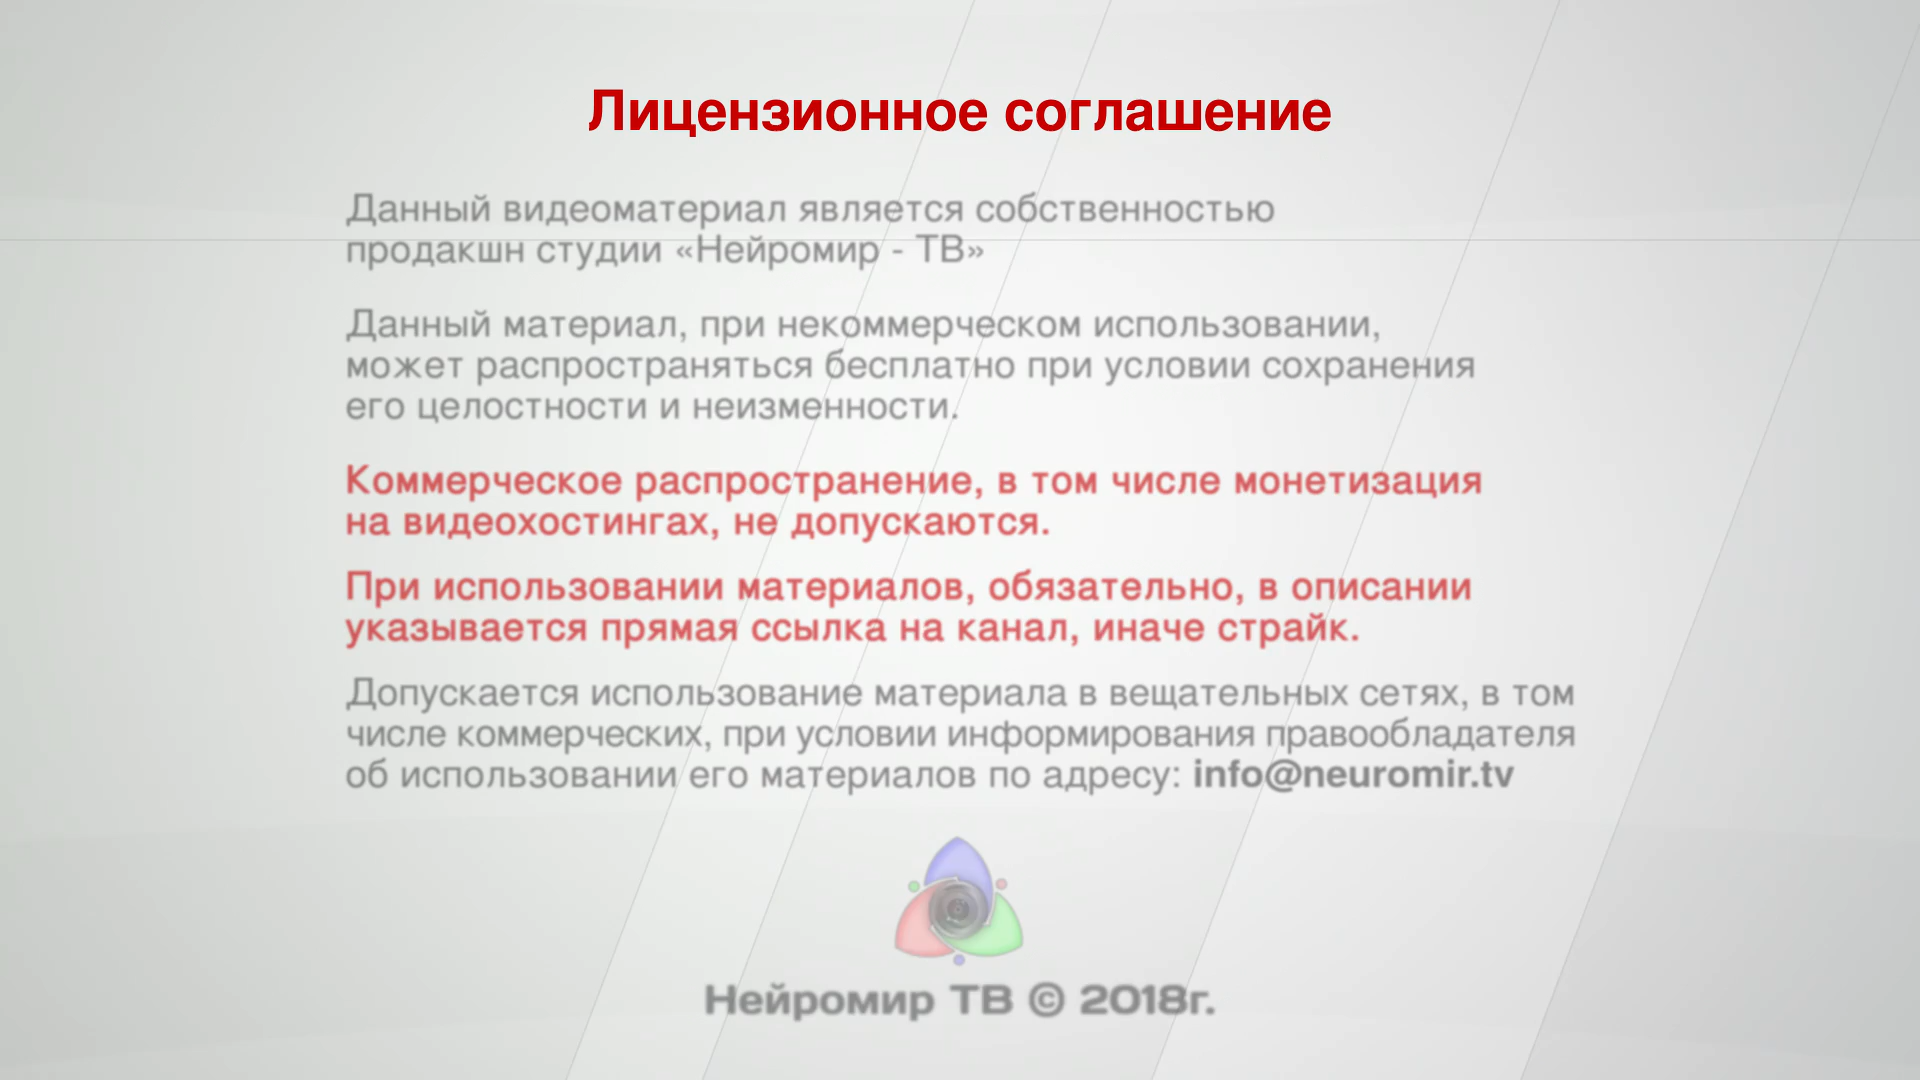 Лицензионное соглашение
Данный видеоматериал является собственностью
продакшн студии «Нейромир - ТВ»
Данный материал, при некоммерческом использовании,
может распространяться бесплатно при условии сохранения
его целостности и неизменности.
Коммерческое распространение, в том числе монетизация
на видеохостингах, не допускаются.
При использовании материалов, обязательно, в описании
указывается прямая ссылка на канал, иначе страйк.
Допускается использование материала в вещательных сетях, в том
числе коммерческих, при условии информирования правообладателя
об использовании его материалов по адресу: info@neuromir.tv
Нейромир ТВ © 2018г.